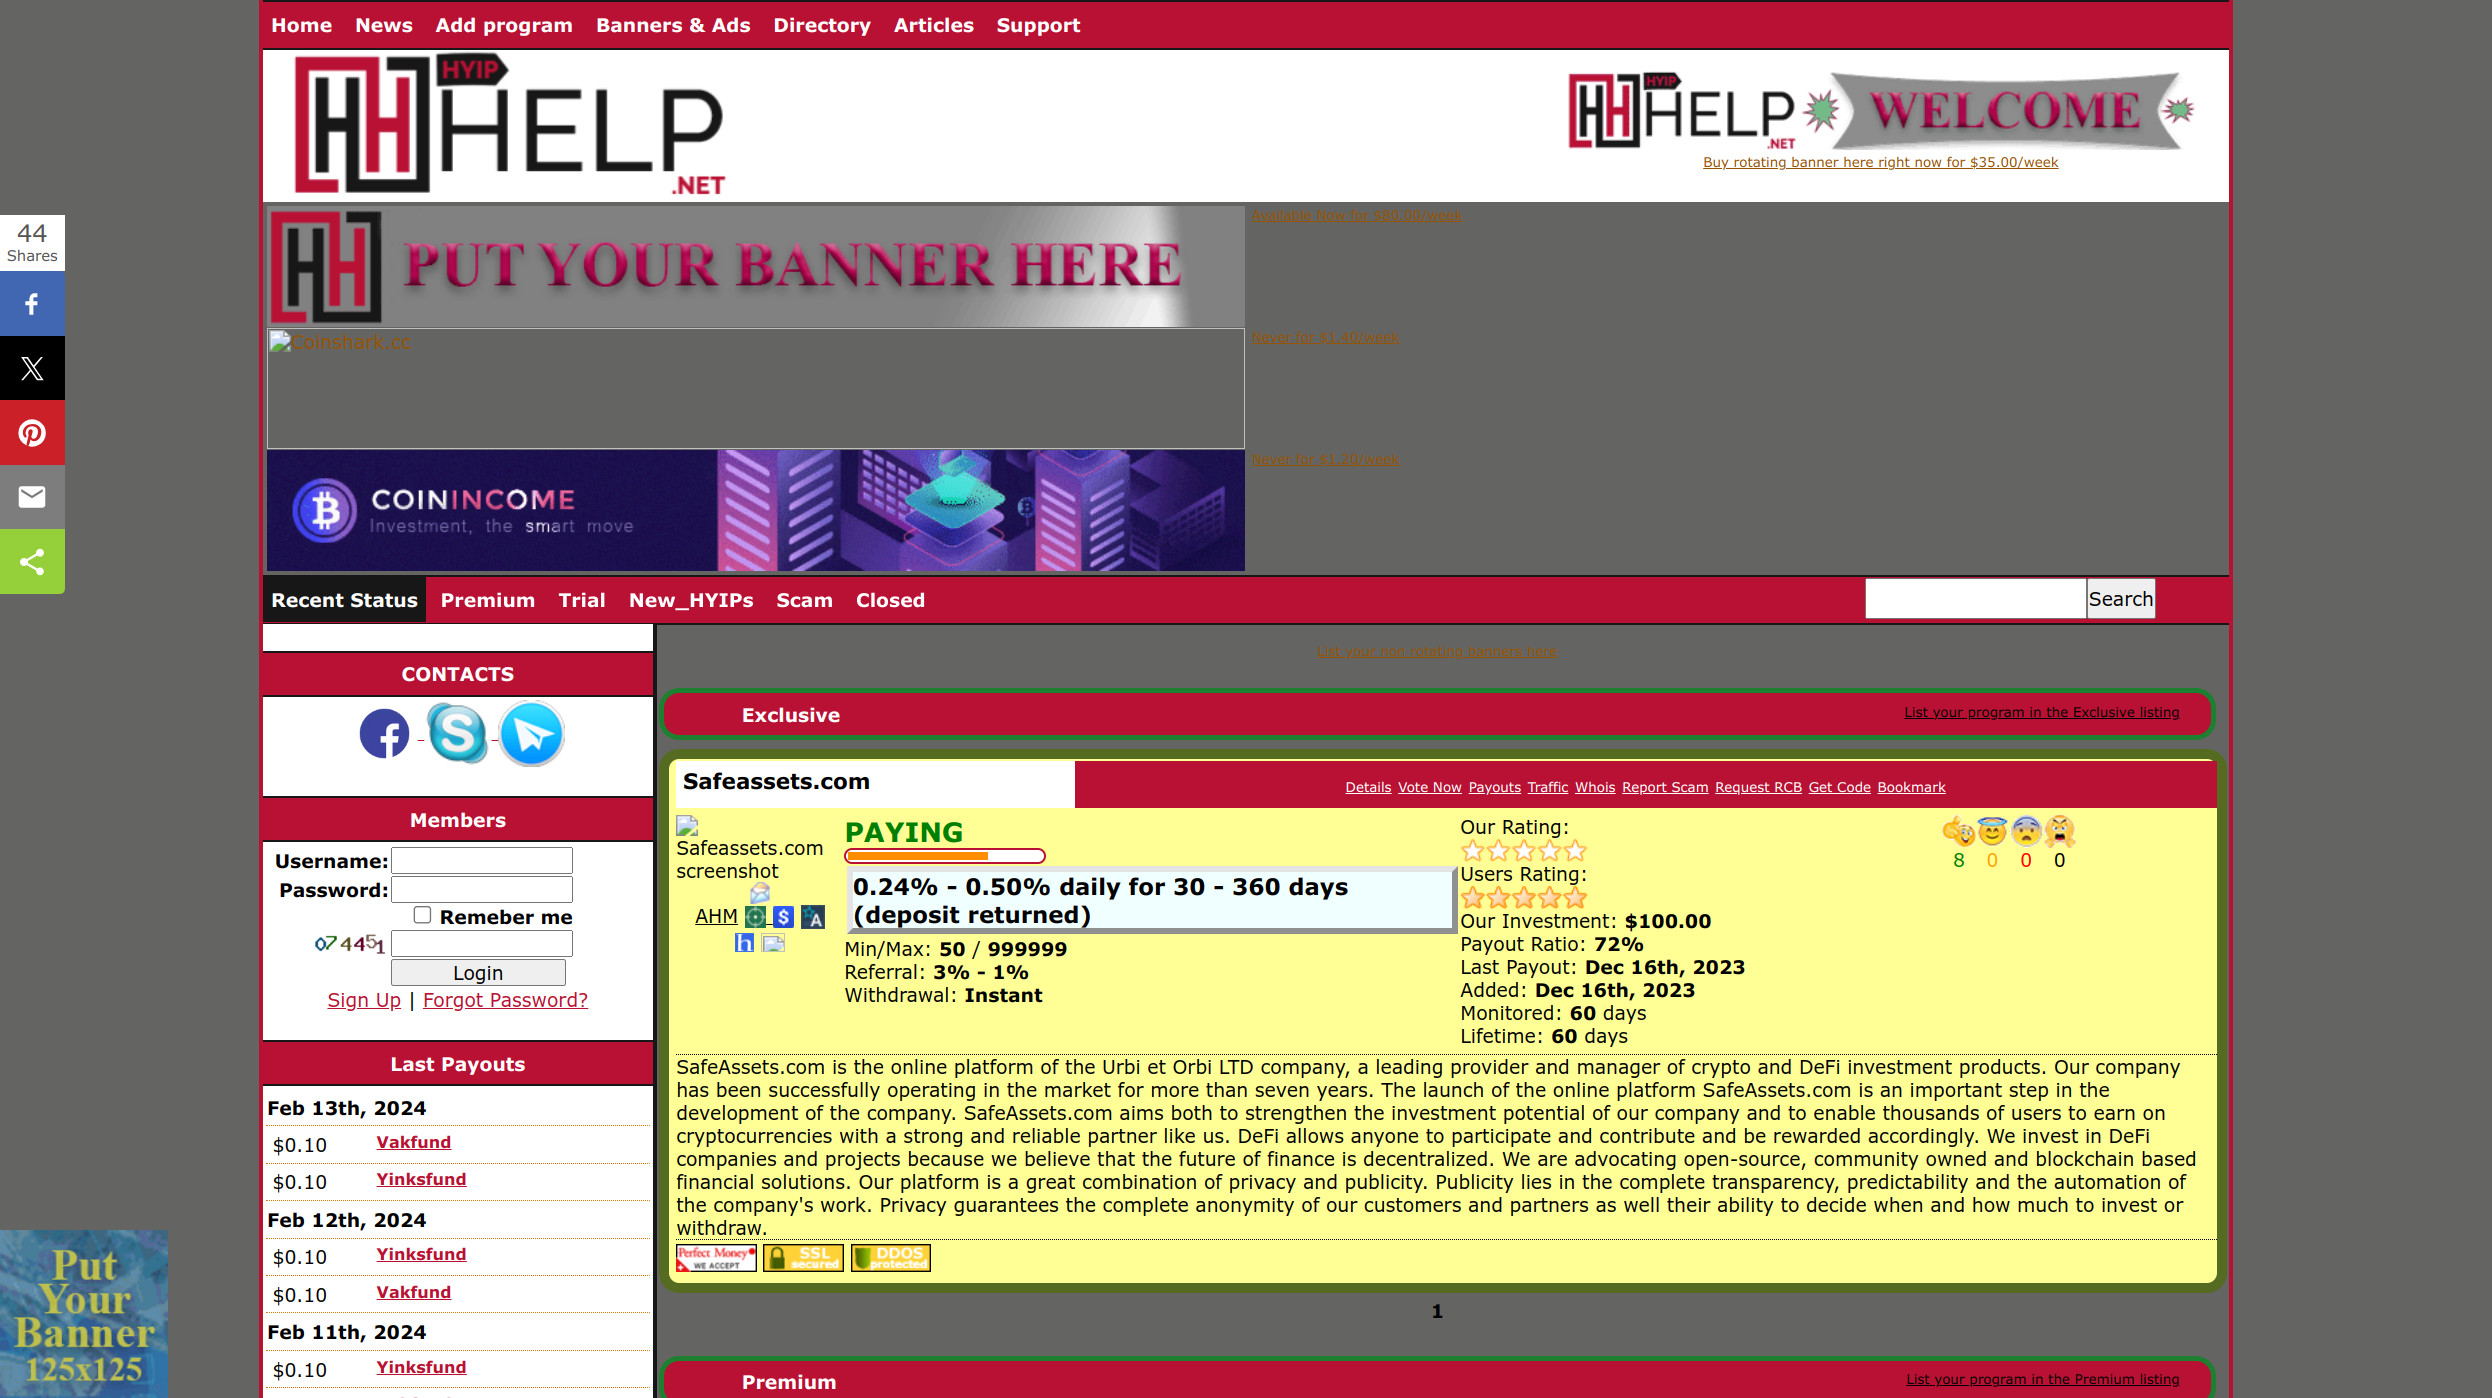 Home News Add program Banners & Ads Directory Articles Support
HYIP
HELP
.NET
HYIP
HELP
.NET
WELCOME
Buy rotating banner here right now for $35.00/week
44
Shares
PUT YOUR BANNER HERE
Available Now for $80.00/week
Coinshark.cc
Never for $1.40/week
COININCOME
Investment, the smart move
Never for $1.20/week
Recent Status Premium Trial New_HYIPs Scam Closed
Search
List your non rotating banners here
CONTACTS
Members
Username:
Password:
Remeber me
074451
Login
Sign Up | Forgot Password?
Last Payouts
Feb 13th, 2024
$0.10 Vakfund
$0.10 Yinksfund
Feb 12th, 2024
$0.10 Yinksfund
$0.10 Vakfund
Feb 11th, 2024
$0.10 Yinksfund
Put
Your
Banner
125x125
Exclusive
List your program in the Exclusive listing
Safeassets.com
Details Vote Now Payouts Traffic Whois Report Scam Request RCB Get Code Bookmark
Safeassets.com
screenshot
AHM
PAYING
0.24% - 0.50% daily for 30 - 360 days
(deposit returned)
Min/Max: 50 / 999999
Referral: 3% - 1%
Withdrawal: Instant
Our Rating:
Users Rating:
Our Investment: $100.00
Payout Ratio: 72%
Last Payout: Dec 16th, 2023
Added: Dec 16th, 2023
Monitored: 60 days
Lifetime: 60 days
8 0 0 0
SafeAssets.com is the online platform of the Urbi et Orbi LTD company, a leading provider and manager of crypto and DeFi investment products. Our company
has been successfully operating in the market for more than seven years. The launch of the online platform SafeAssets.com is an important step in the
development of the company. SafeAssets.com aims both to strengthen the investment potential of our company and to enable thousands of users to earn on
cryptocurrencies with a strong and reliable partner like us. DeFi allows anyone to participate and contribute and be rewarded accordingly. We invest in DeFi
companies and projects because we believe that the future of finance is decentralized. We are advocating open-source, community owned and blockchain based
financial solutions. Our platform is a great combination of privacy and publicity. Publicity lies in the complete transparency, predictability and the automation of
the company's work. Privacy guarantees the complete anonymity of our customers and partners as well their ability to decide when and how much to invest or
withdraw.
Perfect Money
WE ACCEPT
SSL
secured
DDOS
protected
1
Premium
List your program in the Premium listing